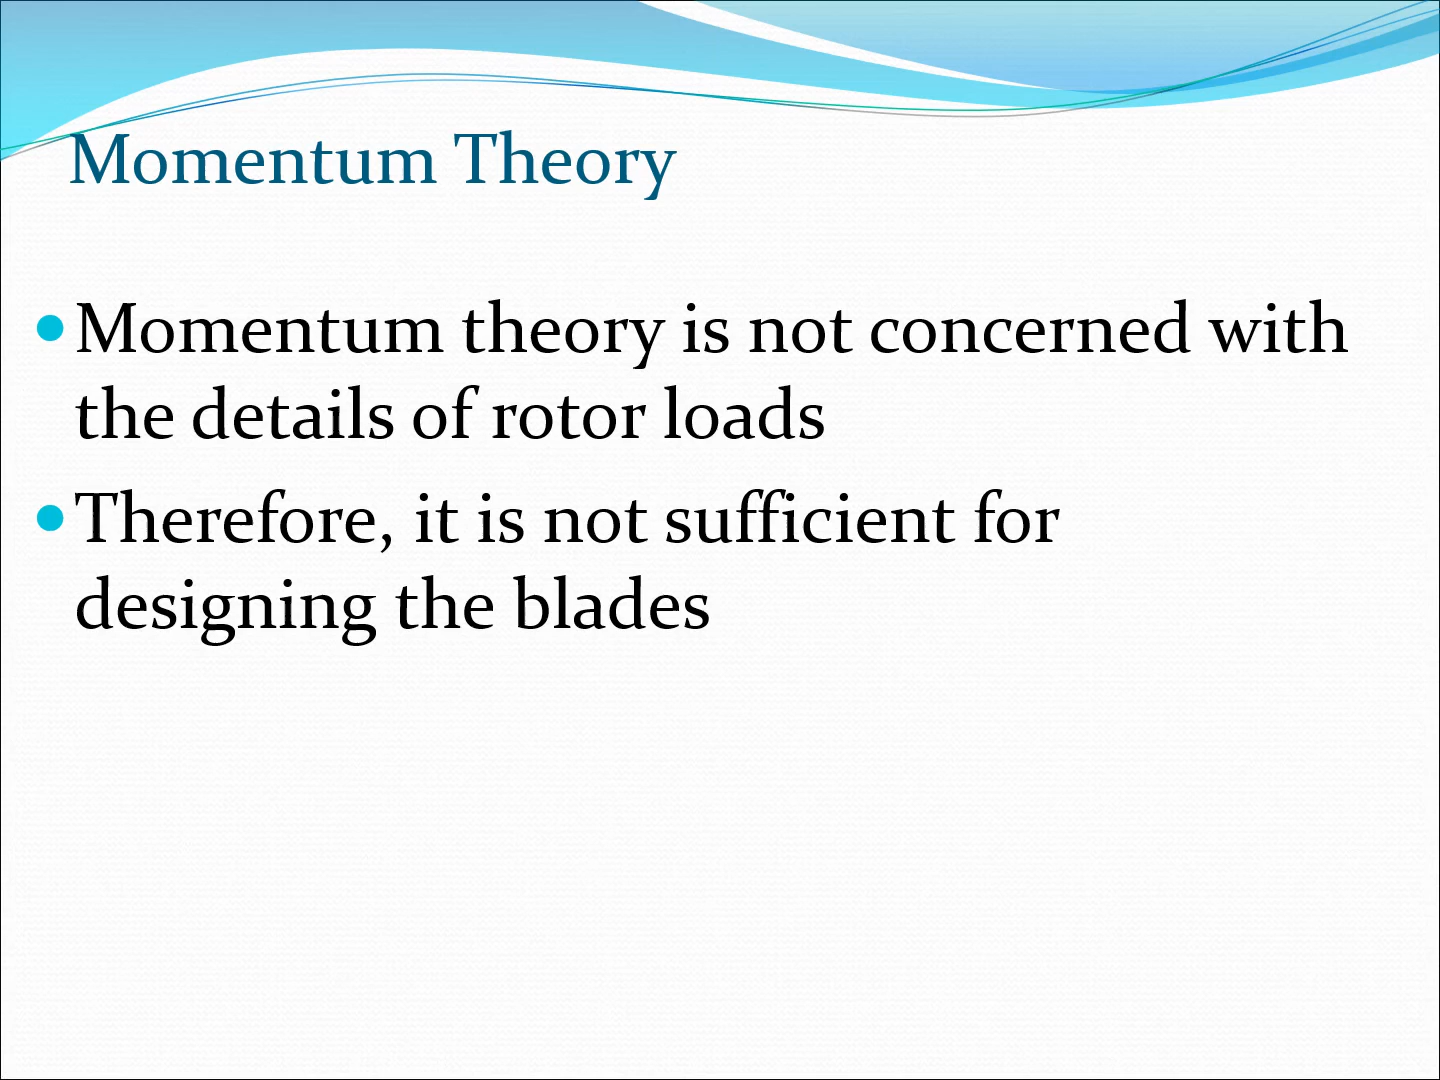 Momentum Theory
Momentum theory is not concerned with
the details of rotor loads
Therefore, it is not sufficient for
designing the blades